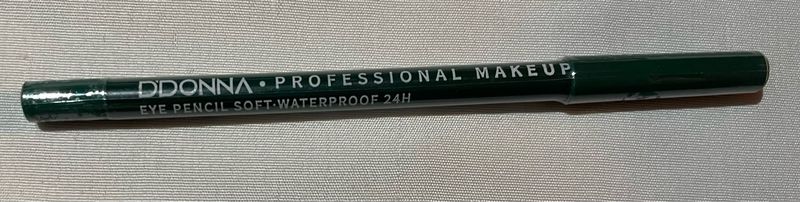 DDONNA • PROFESSIONAL MAKEUP
EYE PENCIL SOFT·WATERPROOF 24H